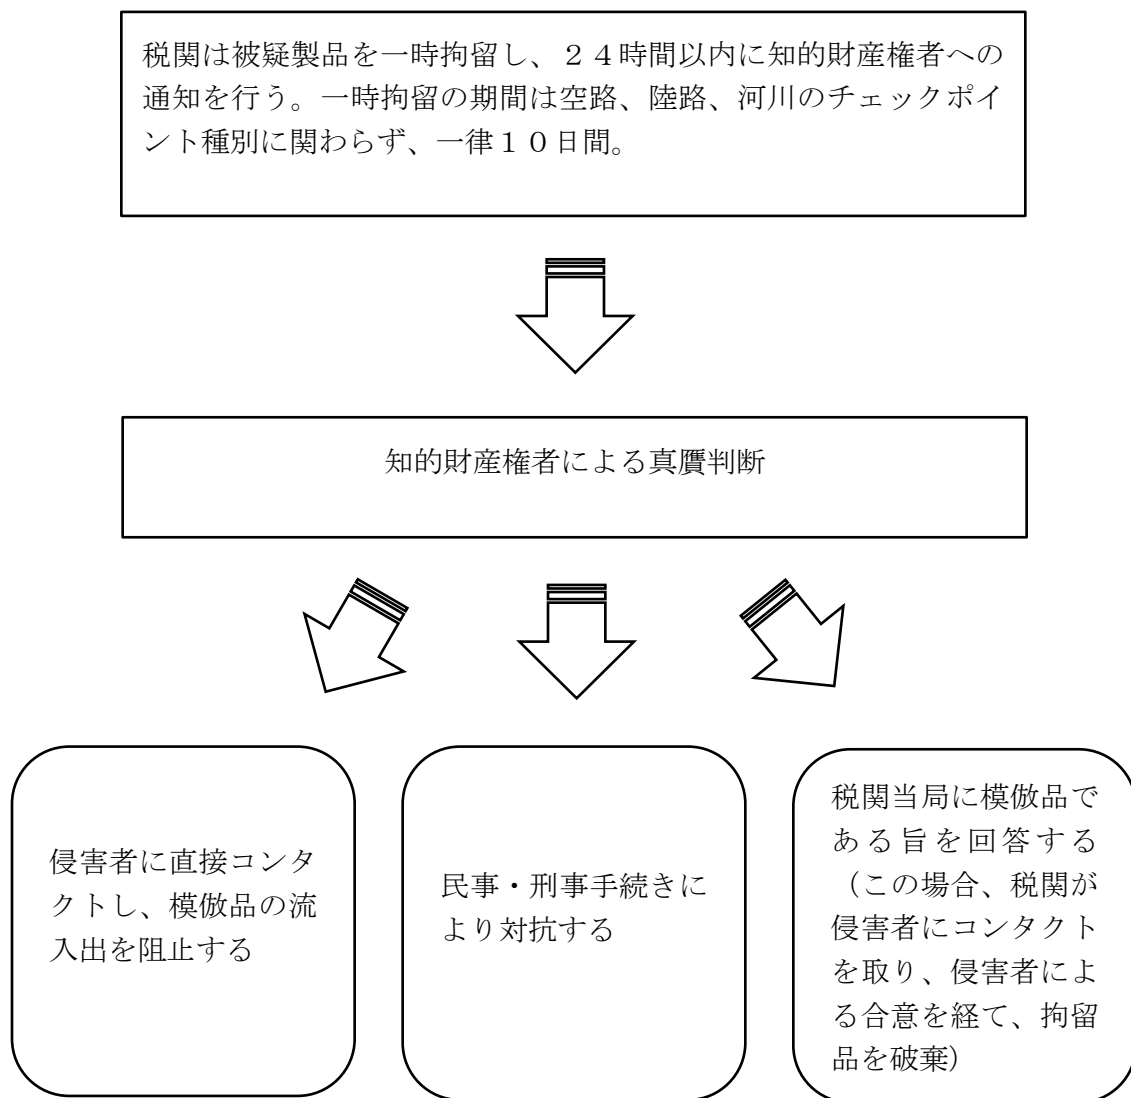 税関は被疑製品を一時拘留し、２４時間以内に知的財産権者への
通知を行う。一時拘留の期間は空路、陸路、河川のチェックポイ
ント種別に関わらず、一律１０日間。
知的財産権者による真贋判断
侵害者に直接コンタ
クトし、模倣品の流
入出を阻止する
民事・刑事手続きに
より対抗する
税関当局に模倣品で
ある旨を回答する
（この場合、税関が
侵害者にコンタクト
を取り、侵害者によ
る合意を経て、拘留
品を破棄）